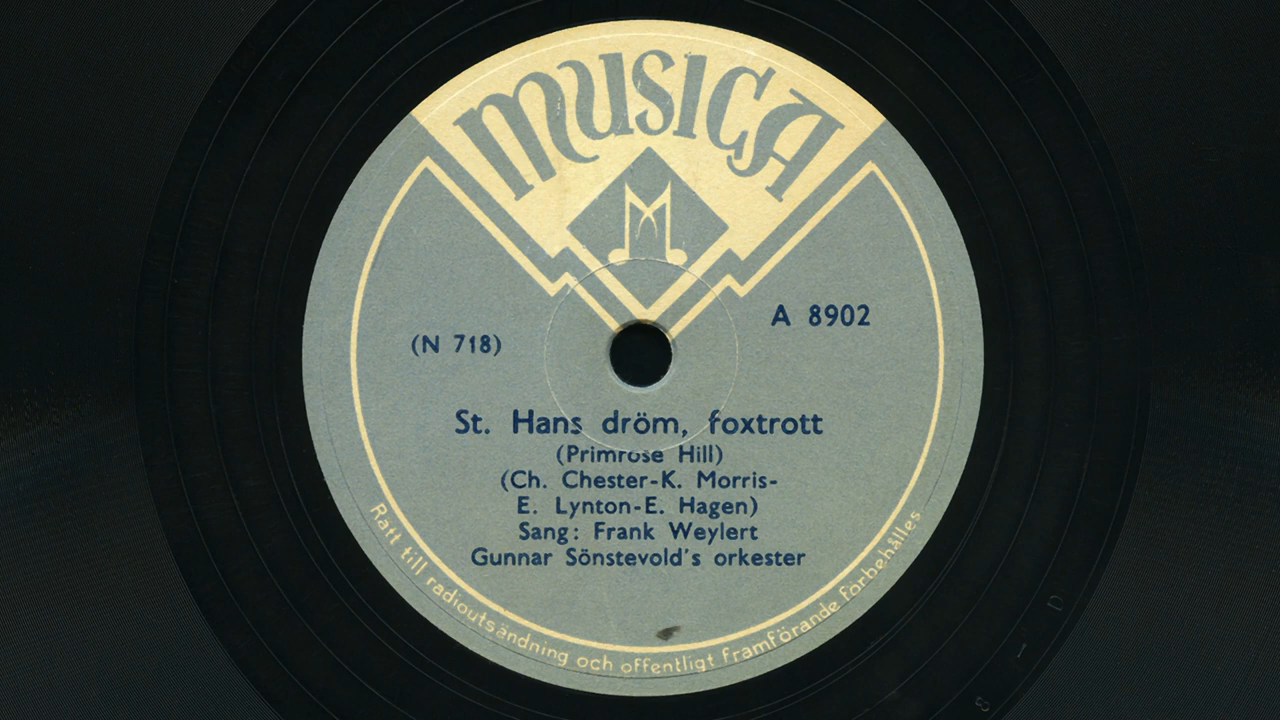 MUSICA
M
A 8902
(N 718)
St. Hans dröm, foxtrott
(Primrose Hill)
(Ch. Chester-K. Morris-
E. Lynton-E. Hagen)
Sang: Frank Weylert
Gunnar Sönstevold's orkester
Rätt till radioutsändning och offentligt framförande förbehålles